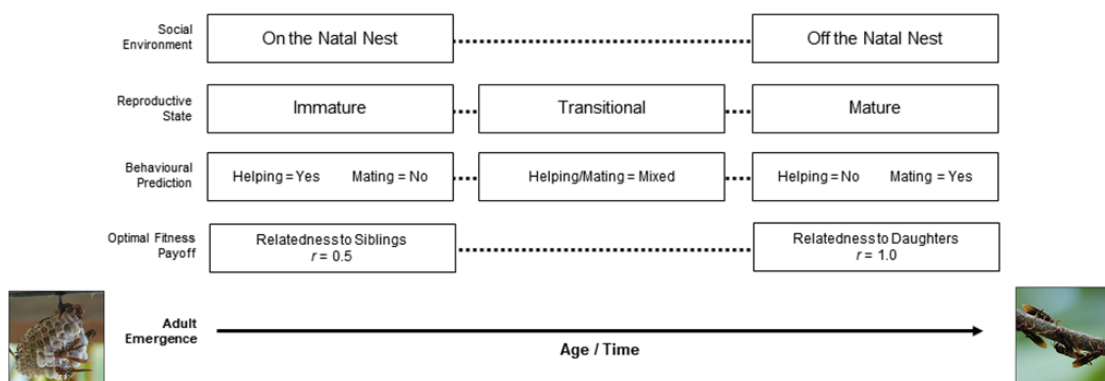 Social
Environment
On the Natal Nest
Off the Natal Nest
Reproductive
State
Immature
Transitional
Mature
Behavioural
Prediction
Helping = Yes Mating = No
Helping/Mating = Mixed
Helping = No Mating = Yes
Optimal Fitness
Payoff
Relatedness to Siblings
r = 0.5
Relatedness to Daughters
r = 1.0
Adult
Emergence
Age / Time